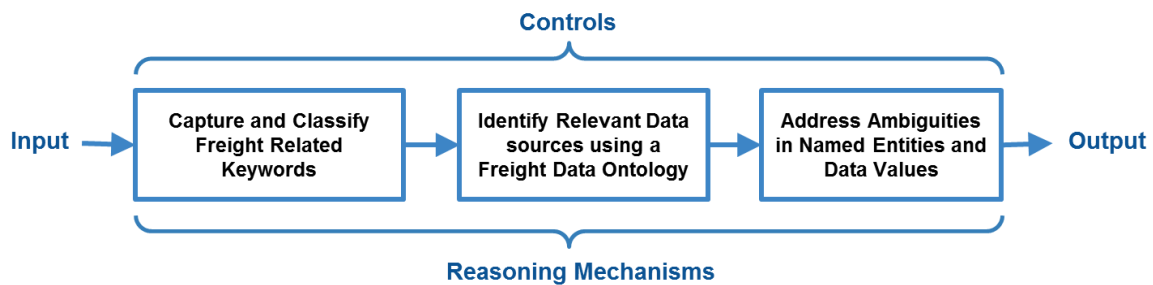 Controls
Input
Capture and Classify
Freight Related
Keywords
Identify Relevant Data
sources using a
Freight Data Ontology
Address Ambiguities
in Named Entities and
Data Values
Output
Reasoning Mechanisms